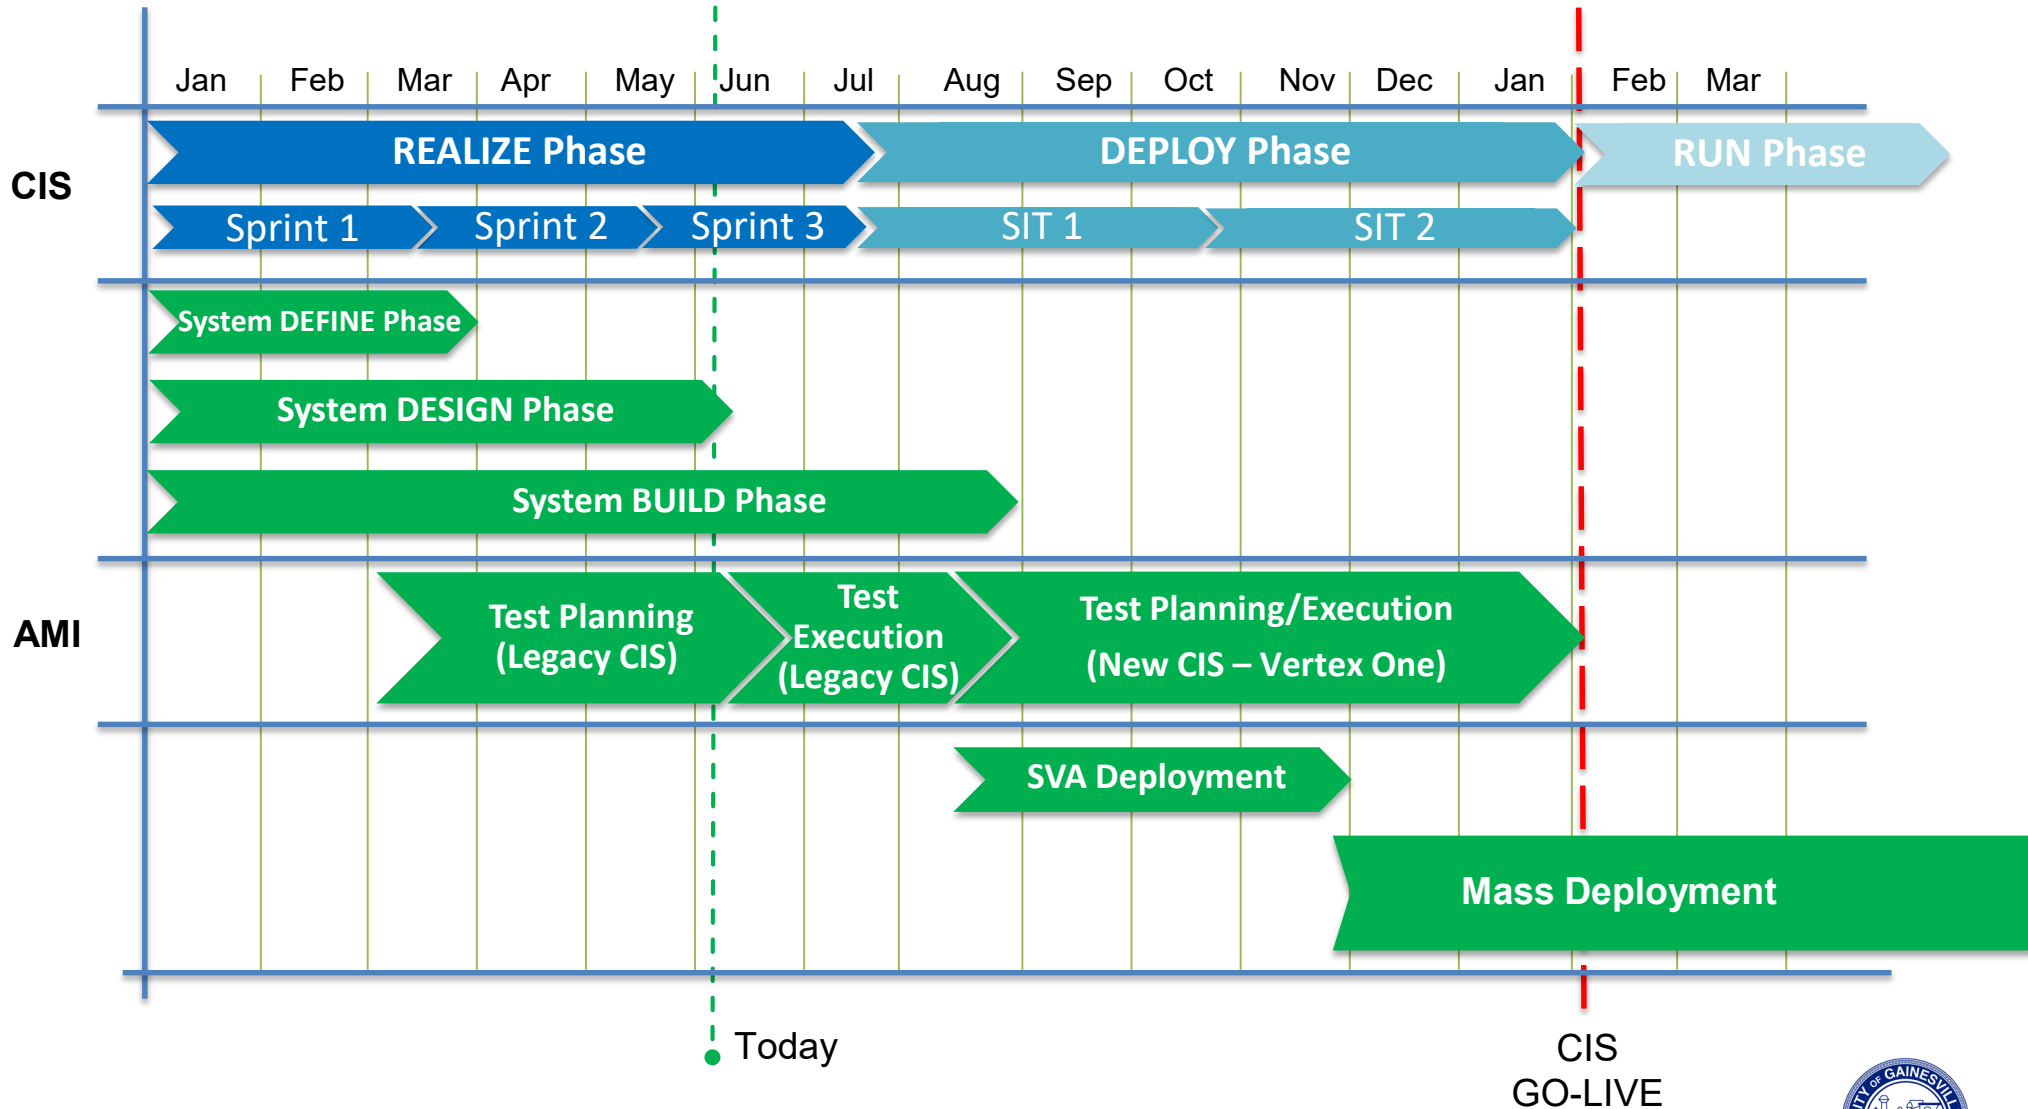 Jan Feb Mar Apr May Jun Jul Aug Sep Oct Nov Dec Jan Feb Mar
CIS
REALIZE Phase DEPLOY Phase RUN Phase
Sprint 1 Sprint 2 Sprint 3 SIT 1 SIT 2
System DEFINE Phase
System DESIGN Phase
System BUILD Phase
AMI
Test Planning
(Legacy CIS)
Test
Execution
(Legacy CIS)
Test Planning/Execution
(New CIS – Vertex One)
SVA Deployment
Mass Deployment
Today
CIS
GO-LIVE
OF GAINESVIL